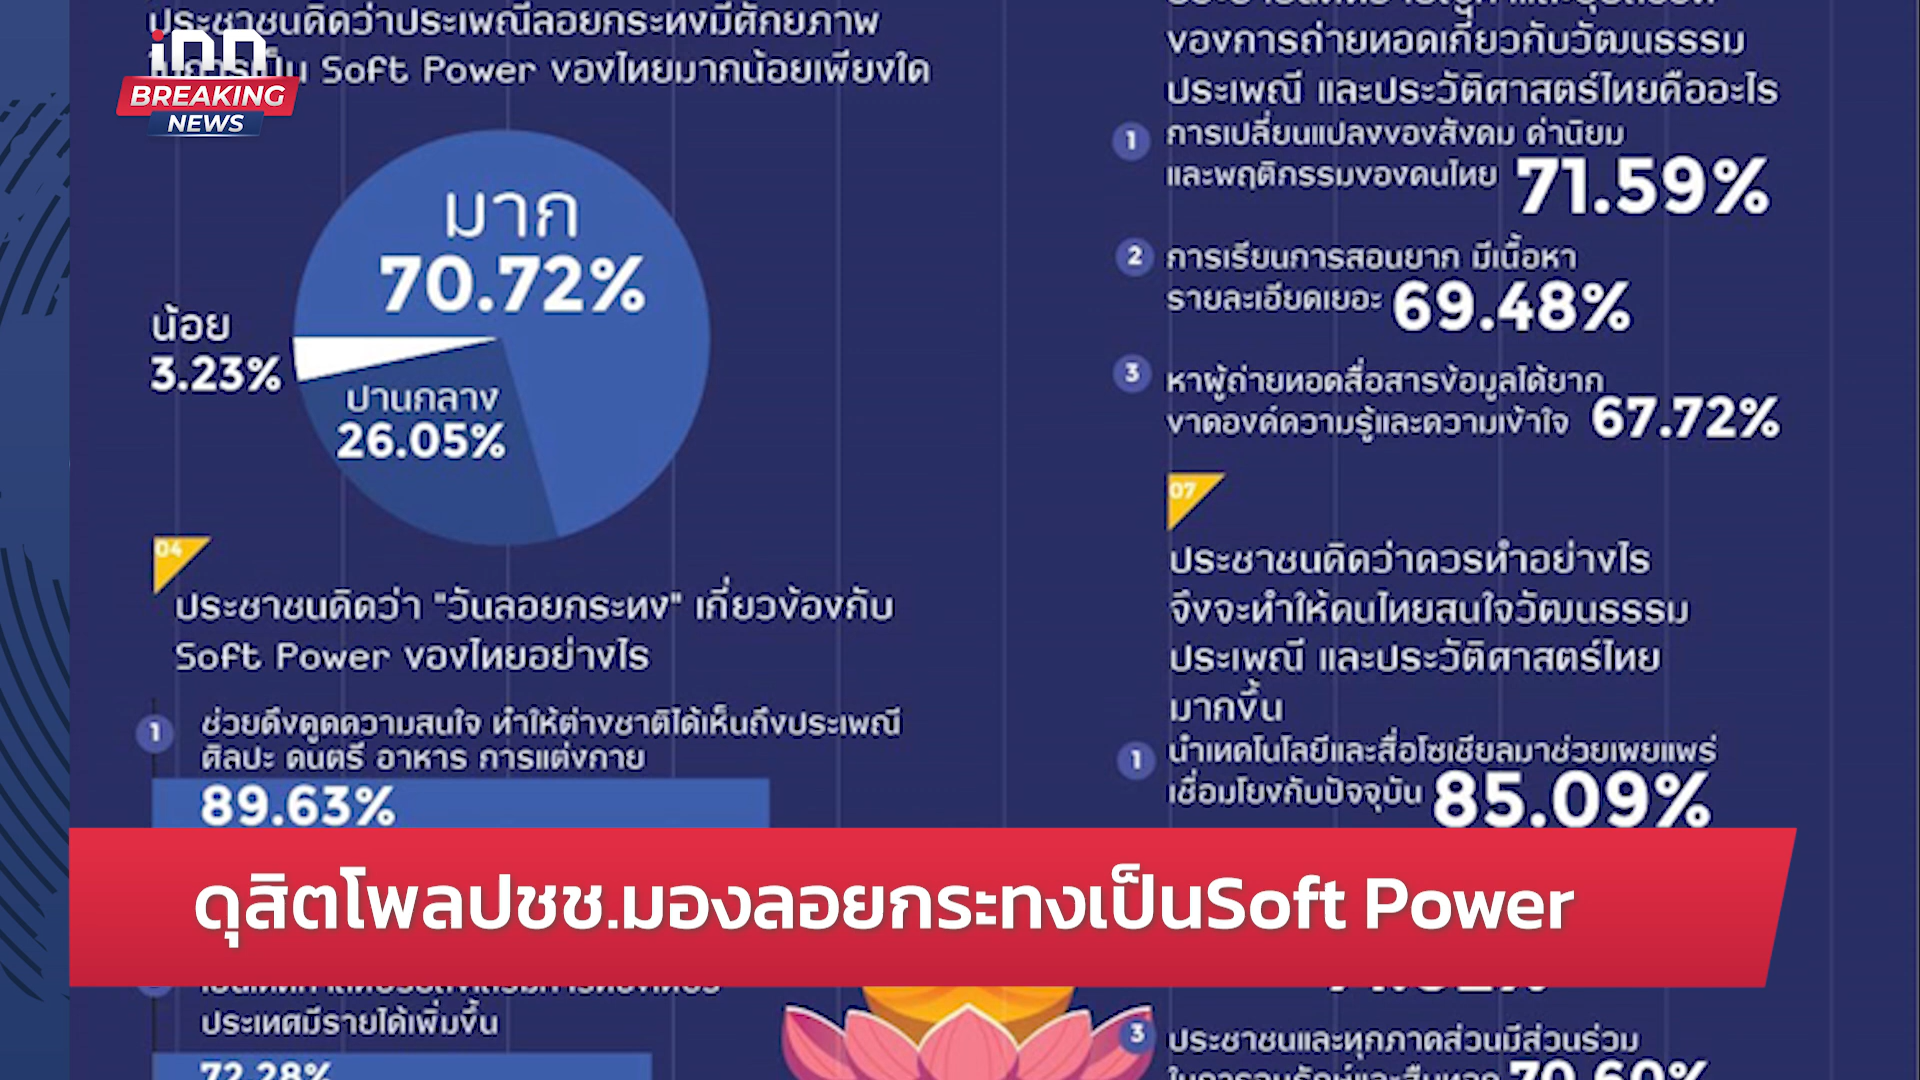 ประชาชนคิดว่าประเพณีลอยกระทงมีศักยภาพ
Soft Power ของไทยมากน้อยเพียงใด
inn
BREAKING
NEWS
มาก
70.72%
น้อย
3.23%
ปานกลาง
26.05%
04
ประชาชนคิดว่า "วันลอยกระทง" เกี่ยวข้องกับ
Soft Power ของไทยอย่างไร
1
ช่วยดึงดูดความสนใจ ทำให้ต่างชาติได้เห็นถึงประเพณี
ศิลปะ ดนตรี อาหาร การแต่งกาย
89.63%
ประเทศมีรายได้เพิ่มขึ้น
72.28%
ของการถ่ายทอดเกี่ยวกับวัฒนธรรม
ประเพณี และประวัติศาสตร์ไทยคืออะไร
1
การเปลี่ยนแปลงของสังคม ค่านิยม
และพฤติกรรมของคนไทย 71.59%
2
การเรียนการสอนยาก มีเนื้อหา
รายละเอียดเยอะ 69.48%
3
หาผู้ถ่ายทอดสื่อสารข้อมูลได้ยาก
ขาดองค์ความรู้และความเข้าใจ 67.72%
07
ประชาชนคิดว่าควรทำอย่างไร
จึงจะทำให้คนไทยสนใจวัฒนธรรม
ประเพณี และประวัติศาสตร์ไทย
มากขึ้น
1
นำเทคโนโลยีและสื่อโซเชียลมาช่วยเผยแพร่
เชื่อมโยงกับปัจจุบัน 85.09%
3
ประชาชนและทุกภาคส่วนมีส่วนร่วม
70.60%
ดุสิตโพลปชช.มองลอยกระทงเป็นSoft Power